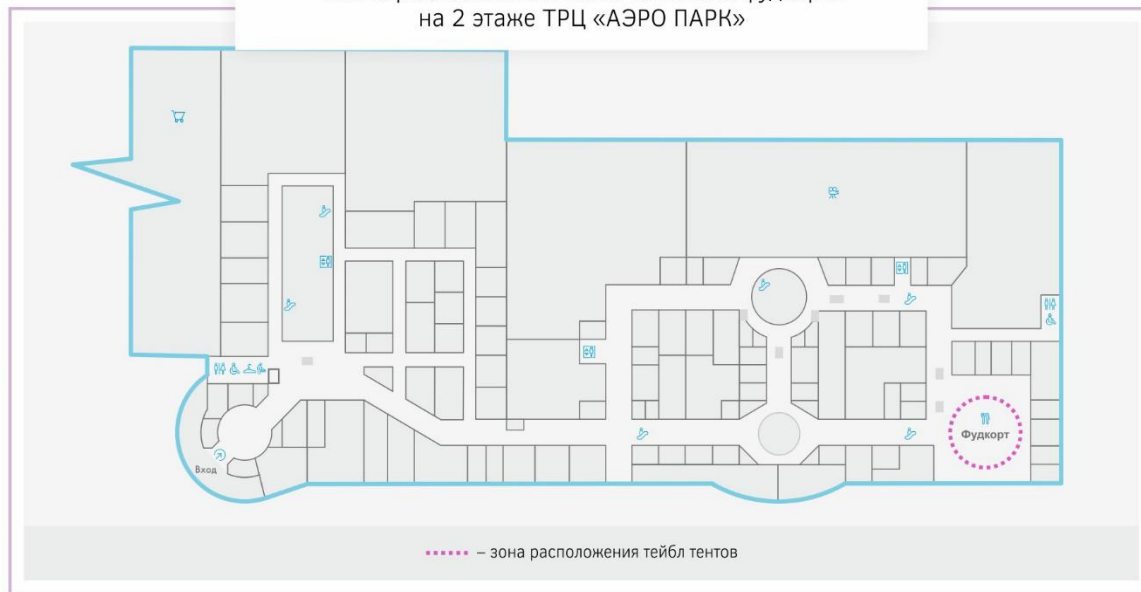 на 2 этаже ТРЦ «АЭРО ПАРК»
Фудкорт
Вход
– зона расположения тейбл тентов